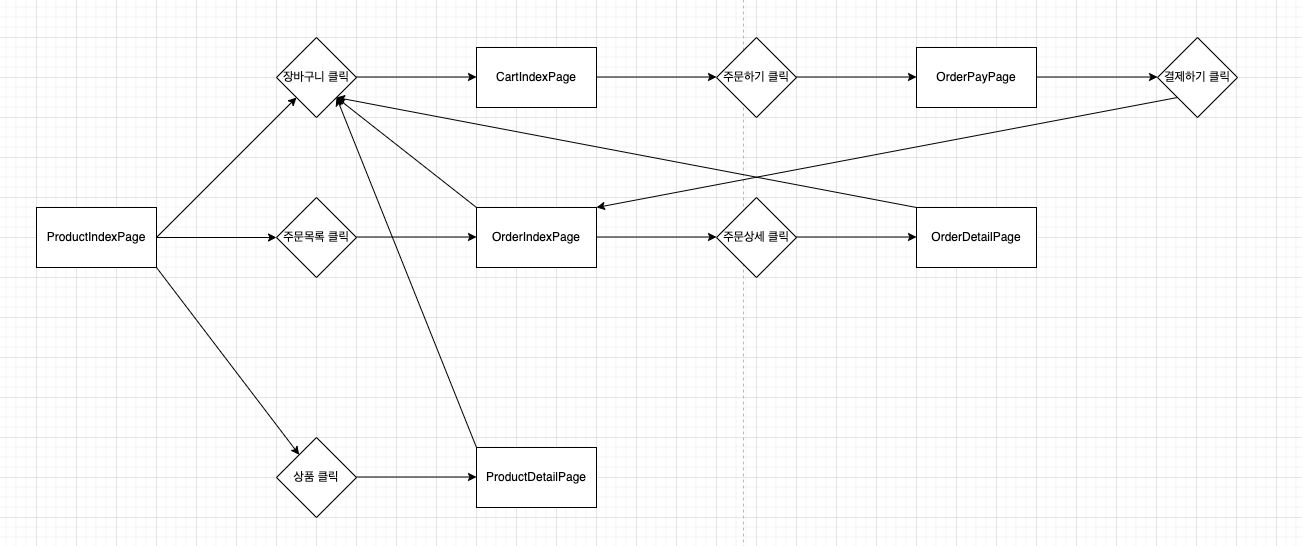 장바구니 클릭
CartIndexPage
주문하기 클릭
OrderPayPage
결제하기 클릭
ProductIndexPage
주문목록 클릭
OrderIndexPage
주문상세 클릭
OrderDetailPage
상품 클릭
ProductDetailPage